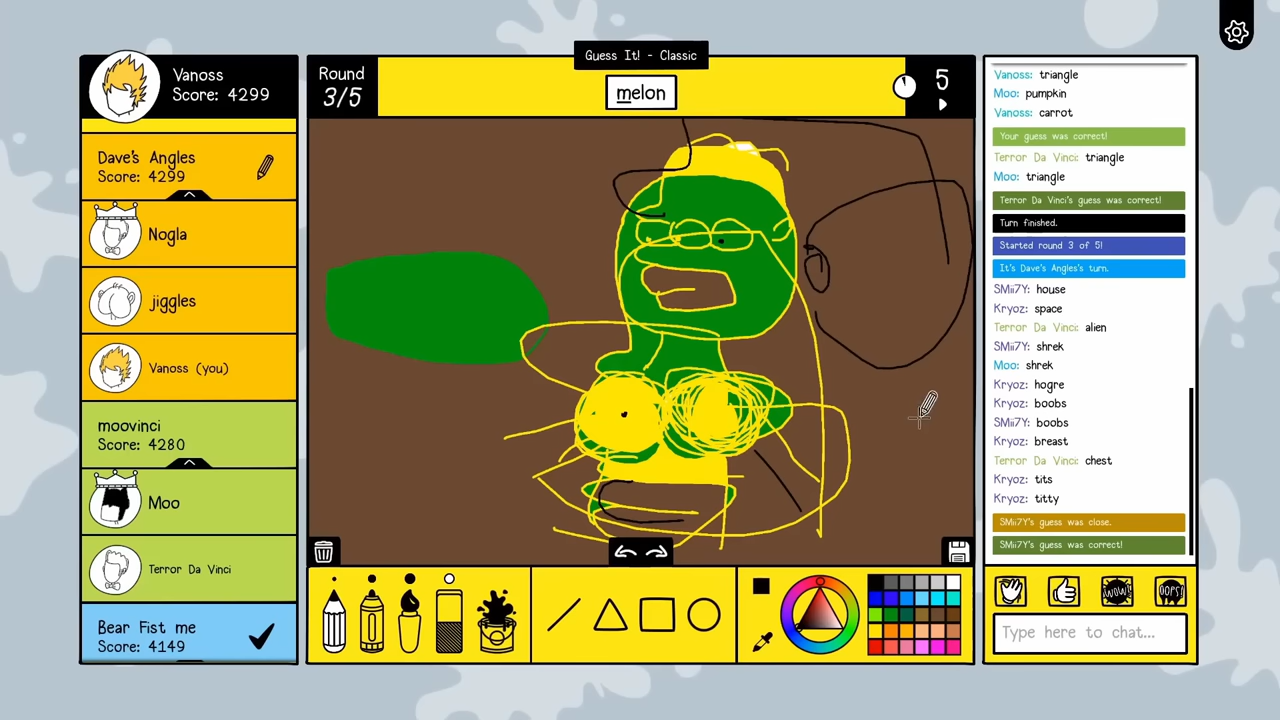 Guess It! - Classic
Vanoss
Score: 4299
Dave's Angles
Score: 4299
Nogla
jiggles
Vanoss (you)
moovinci
Score: 4280
Moo
Terror Da Vinci
Bear Fist me
Score: 4149
Round
3/5
melon
5
Vanoss: triangle
Moo: pumpkin
Vanoss: carrot
Your guess was correct!
Terror Da Vinci: triangle
Moo: triangle
Terror Da Vinci's guess was correct!
Turn finished.
Started round 3 of 5!
It's Dave's Angles's turn.
SMii7Y: house
Kryoz: space
Terror Da Vinci: alien
SMii7Y: shrek
Moo: shrek
Kryoz: hogre
Kryoz: boobs
SMii7Y: boobs
Kryoz: breast
Terror Da Vinci: chest
Kryoz: tits
Kryoz: titty
SMii7Y's guess was close.
SMii7Y's guess was correct!
WOW!
OOPS!
Type here to chat...